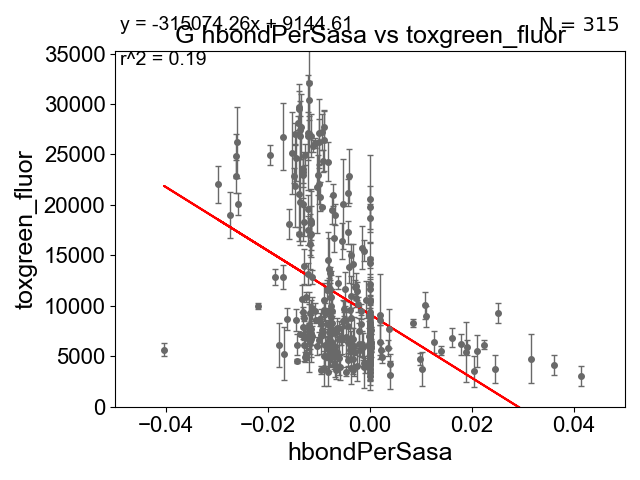 y = -315074.26x + 9144.61
N = 315
G hbondPerSasa vs toxgreen_fluor
r^2 = 0.19
35000
30000
25000
20000
15000
10000
5000
0
toxgreen_fluor
−0.04
−0.02
0.00
0.02
0.04
hbondPerSasa